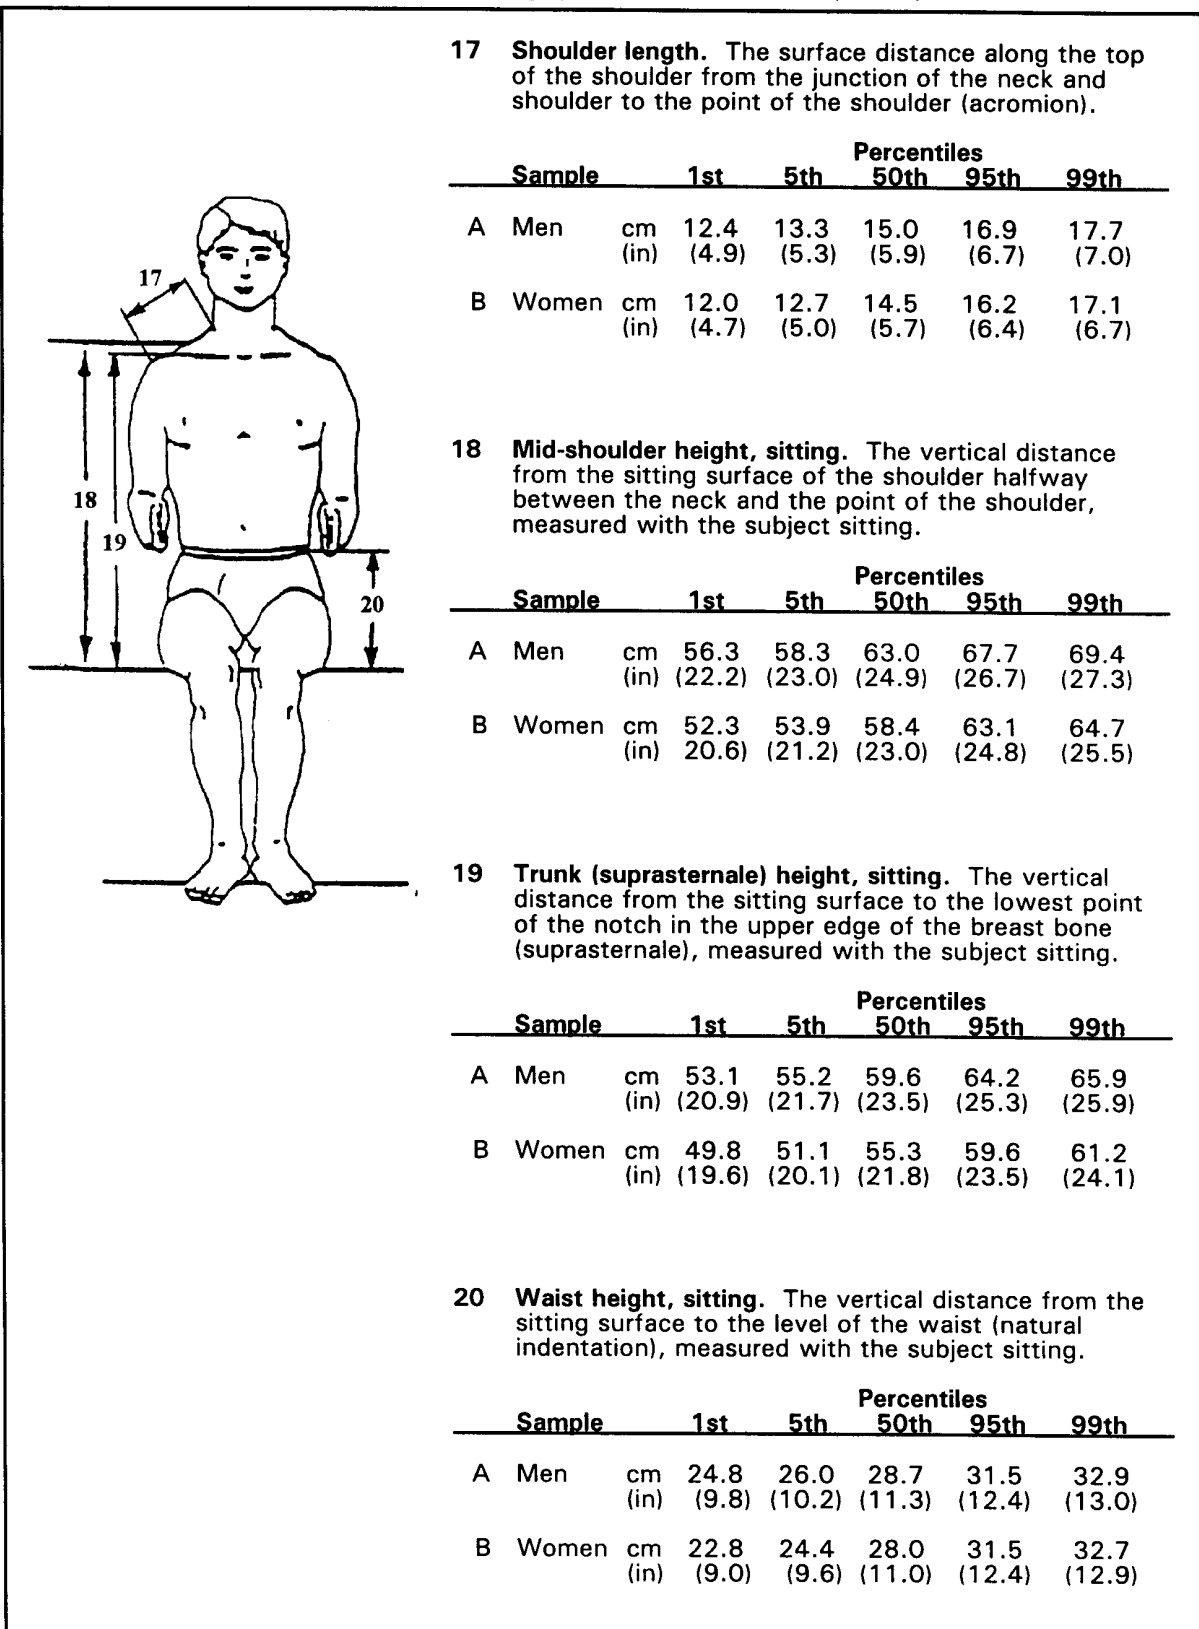 17 Shoulder length. The surface distance along the top
of the shoulder from the junction of the neck and
shoulder to the point of the shoulder (acromion).
Percentiles
Sample 1st 5th 50th 95th 99th
A Men cm 12.4 13.3 15.0 16.9 17.7
(in) (4.9) (5.3) (5.9) (6.7) (7.0)
B Women cm 12.0 12.7 14.5 16.2 17.1
(in) (4.7) (5.0) (5.7) (6.4) (6.7)
17
18
19
20
18 Mid-shoulder height, sitting. The vertical distance
from the sitting surface of the shoulder halfway
between the neck and the point of the shoulder,
measured with the subject sitting.
Percentiles
Sample 1st 5th 50th 95th 99th
A Men cm 56.3 58.3 63.0 67.7 69.4
(in) (22.2) (23.0) (24.9) (26.7) (27.3)
B Women cm 52.3 53.9 58.4 63.1 64.7
(in) 20.6) (21.2) (23.0) (24.8) (25.5)
19 Trunk (suprasternale) height, sitting. The vertical
distance from the sitting surface to the lowest point
of the notch in the upper edge of the breast bone
(suprasternale), measured with the subject sitting.
Percentiles
Sample 1st 5th 50th 95th 99th
A Men cm 53.1 55.2 59.6 64.2 65.9
(in) (20.9) (21.7) (23.5) (25.3) (25.9)
B Women cm 49.8 51.1 55.3 59.6 61.2
(in) (19.6) (20.1) (21.8) (23.5) (24.1)
20 Waist height, sitting. The vertical distance from the
sitting surface to the level of the waist (natural
indentation), measured with the subject sitting.
Percentiles
Sample 1st 5th 50th 95th 99th
A Men cm 24.8 26.0 28.7 31.5 32.9
(in) (9.8) (10.2) (11.3) (12.4) (13.0)
B Women cm 22.8 24.4 28.0 31.5 32.7
(in) (9.0) (9.6) (11.0) (12.4) (12.9)